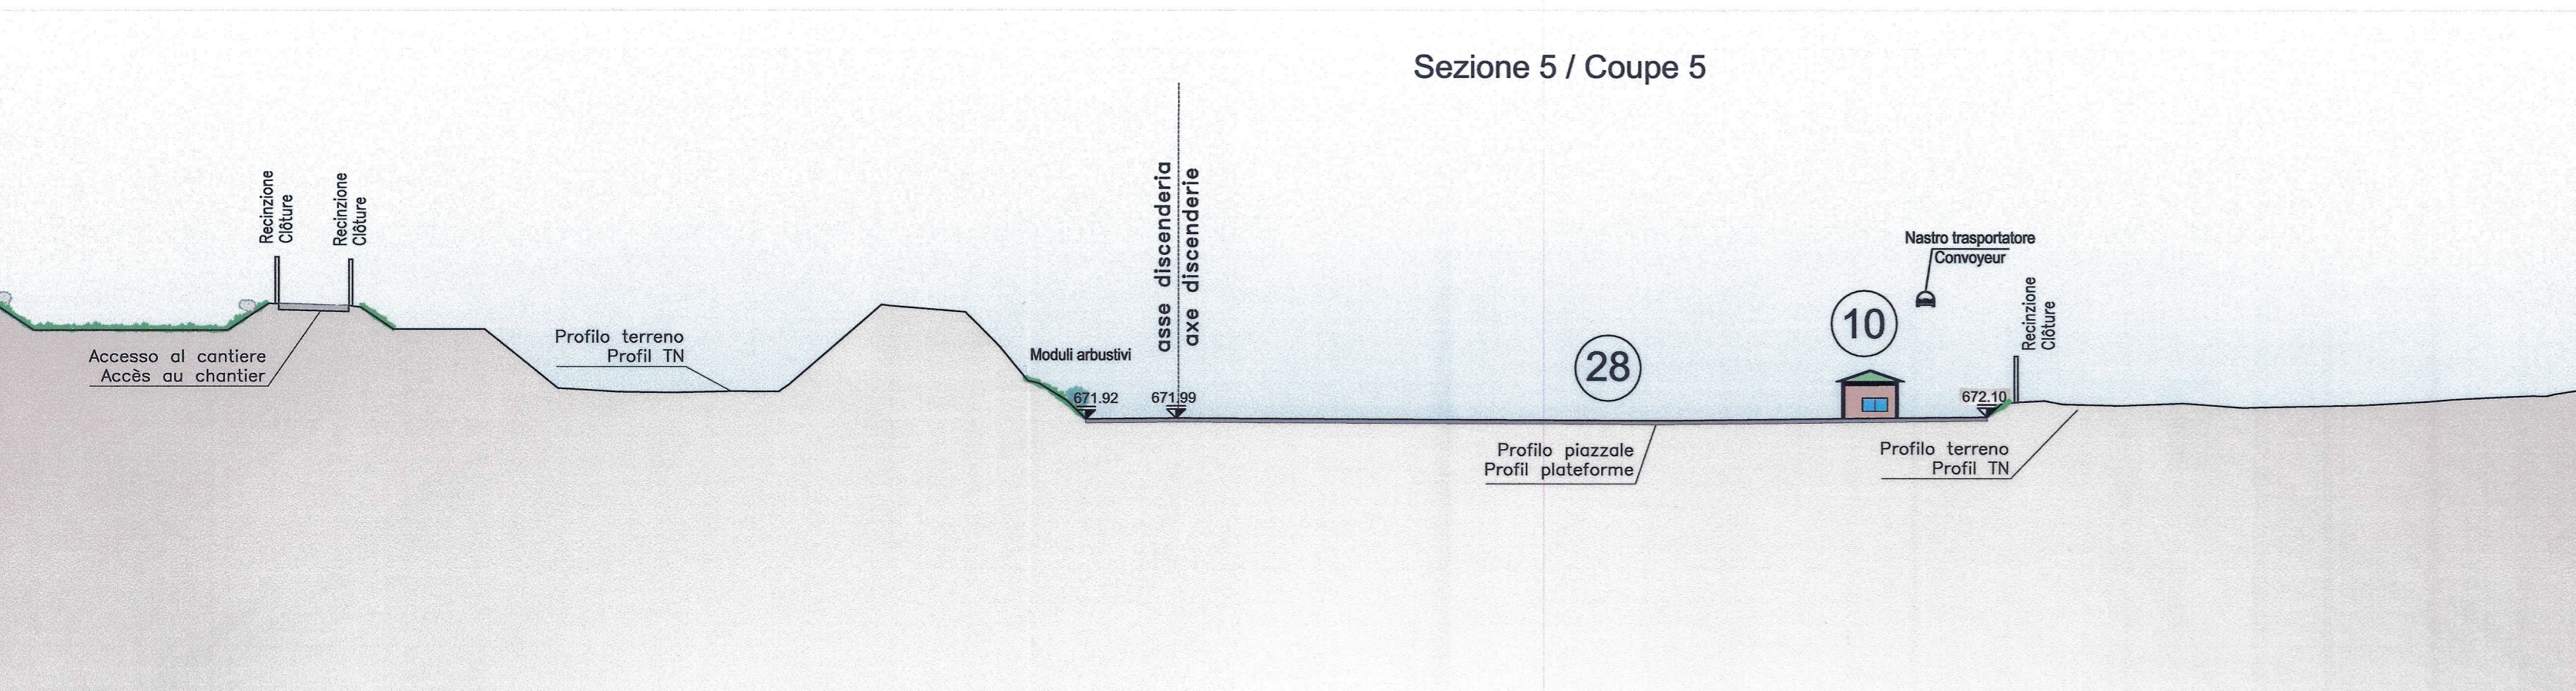 Sezione 5 / Coupe 5
Recinzione
Clôture
Recinzione
Clôture
Accesso al cantiere
Accès au chantier
Profilo terreno
Profil TN
Moduli arbustivi
671.92
asse discenderia
axe discenderie
671.99
28
Profilo piazzale
Profil plateforme
10
Nastro trasportatore
Convoyeur
Recinzione
Clôture
672.10
Profilo terreno
Profil TN